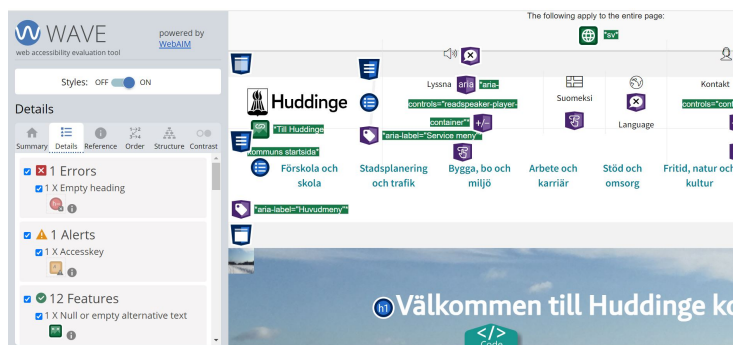 WAVE
web accessibility evaluation tool
powered by
WebAIM
Styles: OFF ON
Details
Summary Details Reference Order Structure Contrast
1 Errors
1 X Empty heading
1 Alerts
1 X Accesskey
12 Features
1 X Null or empty alternative text
The following apply to the entire page:
"sv"
Lyssna aria "aria-
controls="readspeaker-player-
container"" +/-
Suomeksi
Language
Kontakt
Huddinge
"Till Huddinge
kommuns startsida"
*"aria-label="Service meny"*
Förskola och
skola
Stadsplanering
och trafik
Bygga, bo och
miljö
Arbete och
karriär
Stöd och
omsorg
Fritid, natur och
kultur
*"aria-label="Huvudmeny"*
h1 Välkommen till Huddinge
</>
Code